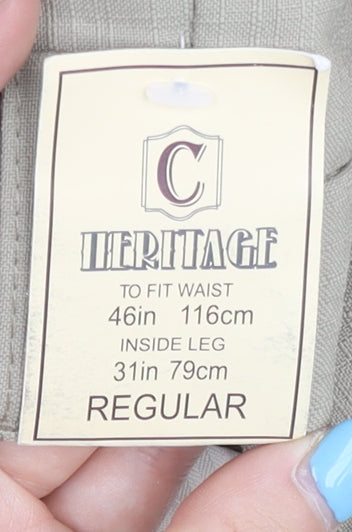 C
HERITAGE
TO FIT WAIST
46in 116cm
INSIDE LEG
31in 79cm
REGULAR